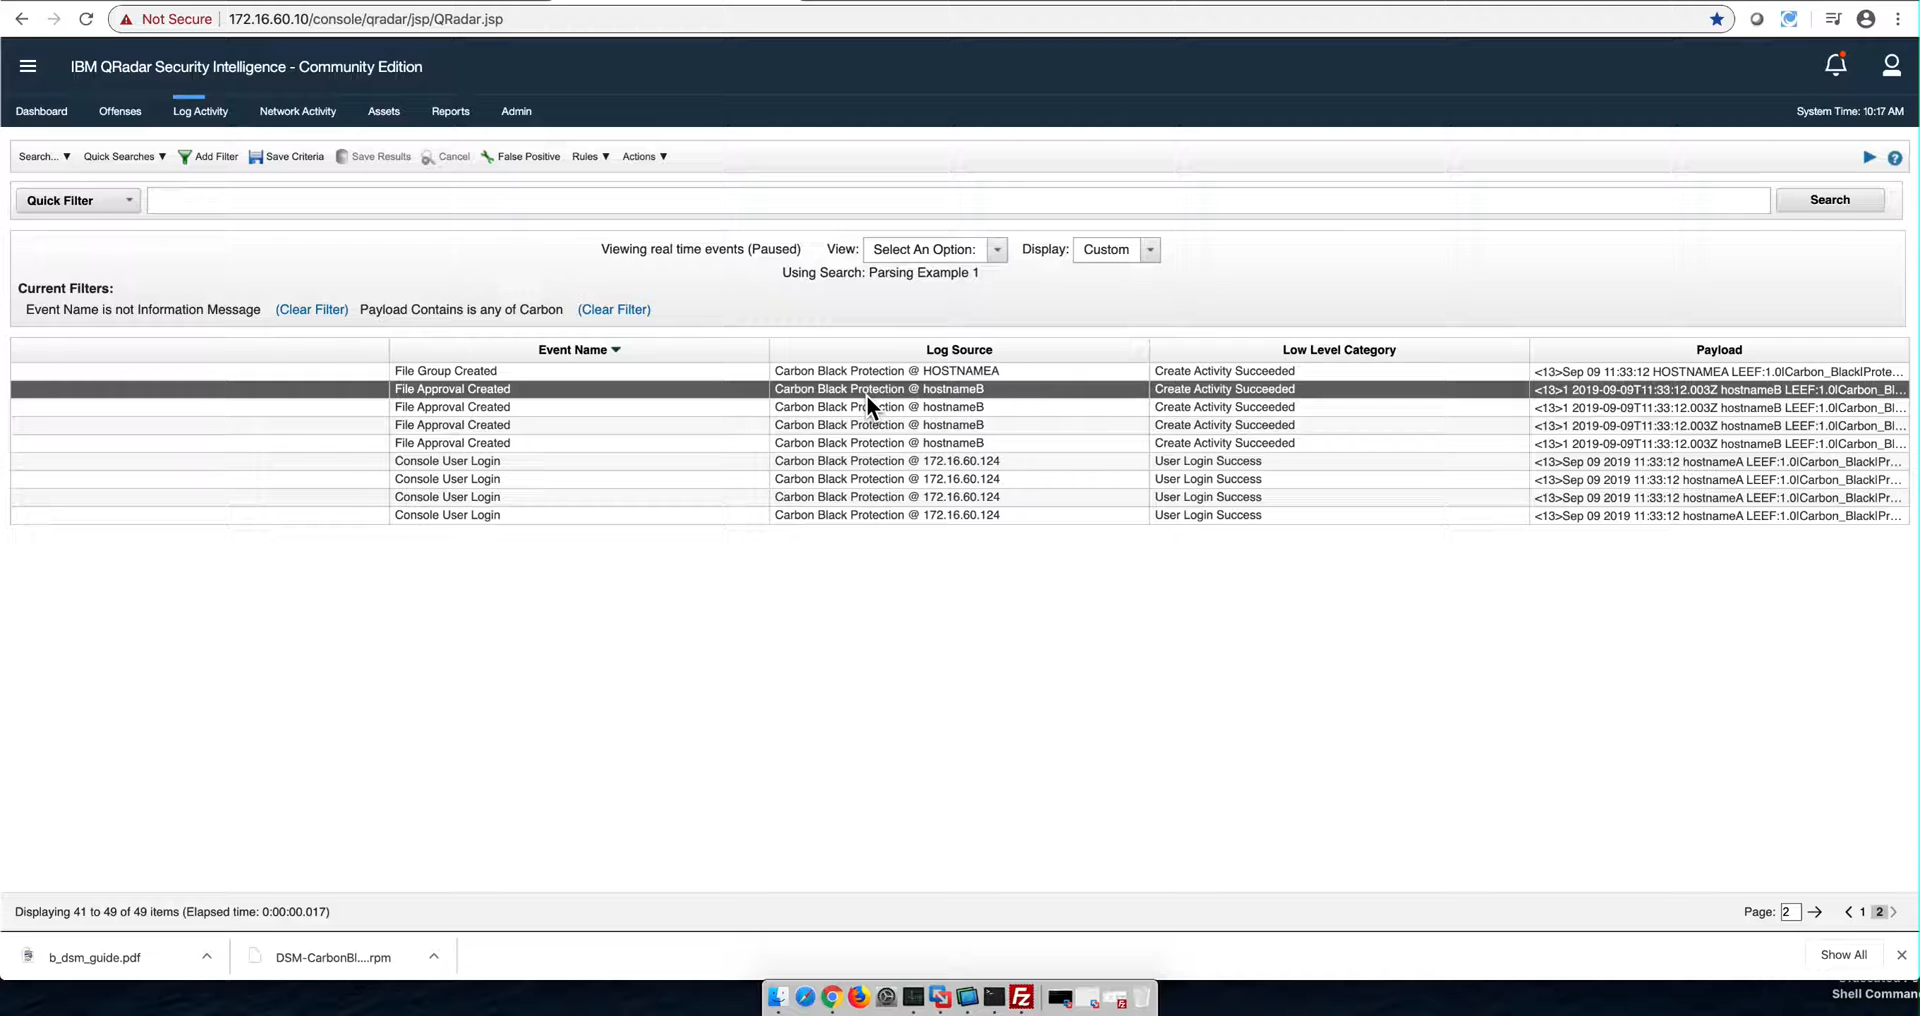 Not Secure 172.16.60.10/console/qradar/jsp/QRadar.jsp
IBM QRadar Security Intelligence - Community Edition
Dashboard Offenses Log Activity Network Activity Assets Reports Admin System Time: 10:17 AM
Search... Quick Searches Add Filter Save Criteria Save Results Cancel False Positive Rules Actions
Quick Filter Search
Viewing real time events (Paused) View: Select An Option: Display: Custom
Using Search: Parsing Example 1
Current Filters:
Event Name is not Information Message (Clear Filter) Payload Contains is any of Carbon (Clear Filter)
Event Name Log Source Low Level Category Payload
File Group Created Carbon Black Protection @ HOSTNAMEA Create Activity Succeeded <13>Sep 09 11:33:12 HOSTNAMEA LEEF:1.0|Carbon_Black|Prote...
File Approval Created Carbon Black Protection @ hostnameB Create Activity Succeeded <13>1 2019-09-09T11:33:12.003Z hostnameB LEEF:1.0|Carbon_Bl...
File Approval Created Carbon Black Protection @ hostnameB Create Activity Succeeded <13>1 2019-09-09T11:33:12.003Z hostnameB LEEF:1.0|Carbon_Bl...
File Approval Created Carbon Black Protection @ hostnameB Create Activity Succeeded <13>1 2019-09-09T11:33:12.003Z hostnameB LEEF:1.0|Carbon_Bl...
File Approval Created Carbon Black Protection @ hostnameB Create Activity Succeeded <13>1 2019-09-09T11:33:12.003Z hostnameB LEEF:1.0|Carbon_Bl...
Console User Login Carbon Black Protection @ 172.16.60.124 User Login Success <13>Sep 09 2019 11:33:12 hostnameA LEEF:1.0|Carbon_Black|Pr...
Console User Login Carbon Black Protection @ 172.16.60.124 User Login Success <13>Sep 09 2019 11:33:12 hostnameA LEEF:1.0|Carbon_Black|Pr...
Console User Login Carbon Black Protection @ 172.16.60.124 User Login Success <13>Sep 09 2019 11:33:12 hostnameA LEEF:1.0|Carbon_Black|Pr...
Console User Login Carbon Black Protection @ 172.16.60.124 User Login Success <13>Sep 09 2019 11:33:12 hostnameA LEEF:1.0|Carbon_Black|Pr...
Displaying 41 to 49 of 49 items (Elapsed time: 0:00:00.017) Page: 2 1 2
b_dsm_guide.pdf DSM-CarbonBl....rpm Show All
Shell Comman